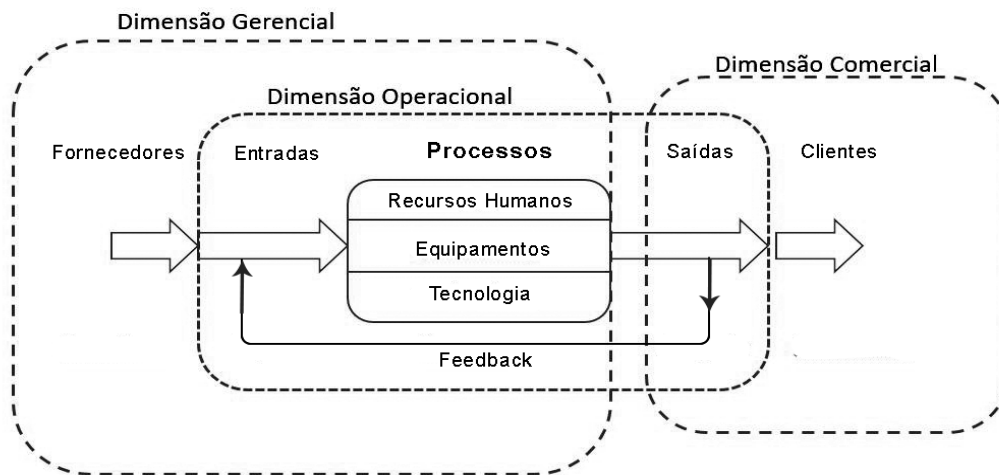 Dimensão Gerencial
Dimensão Comercial
Dimensão Operacional
Fornecedores
Entradas
Processos
Saídas
Clientes
Recursos Humanos
Equipamentos
Tecnologia
Feedback